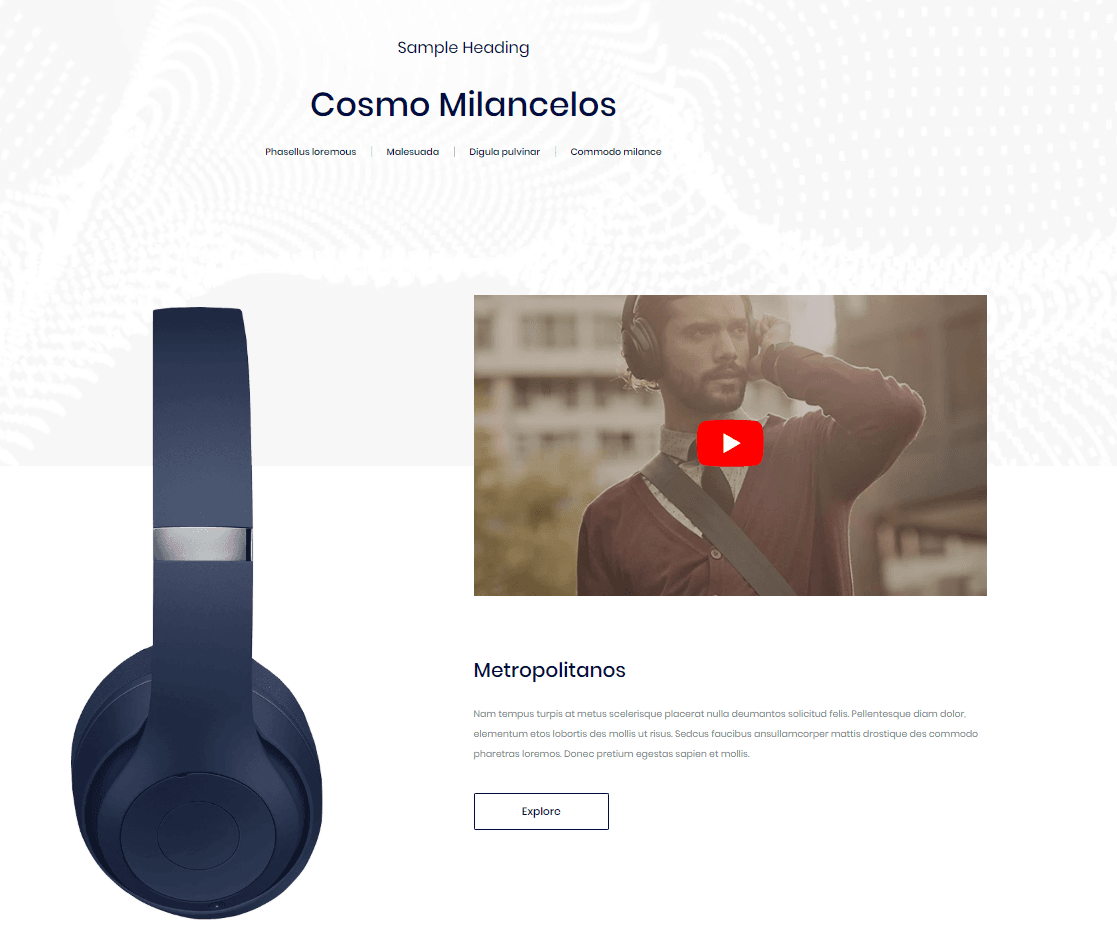 Sample Heading
Cosmo Milancelos
Phasellus loremous | Malesuada | Digula pulvinar | Commodo milance
Metropolitanos
Nam tempus turpis at metus scelerisque placerat nulla deumantos solicitud felis. Pellentesque diam dolor,
elementum etos lobortis des mollis ut risus. Sedcus faucibus ansullamcorper mattis drostique des commodo
pharetras loremos. Donec pretium egestas sapien et mollis.
Explore